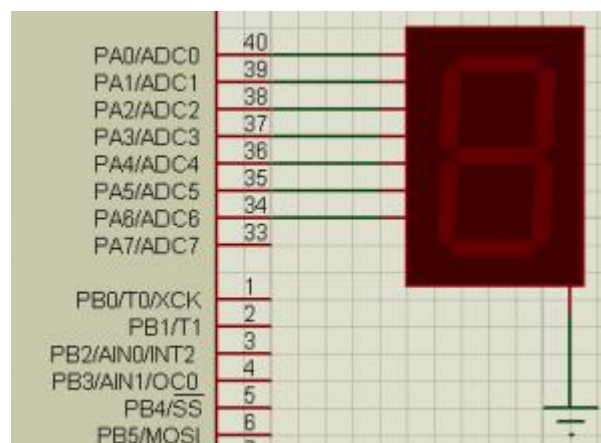 PA0/ADC0 40
PA1/ADC1 39
PA2/ADC2 38
PA3/ADC3 37
PA4/ADC4 36
PA5/ADC5 35
PA6/ADC6 34
PA7/ADC7 33
PB0/T0/XCK 1
PB1/T1 2
PB2/AIN0/INT2 3
PB3/AIN1/OC0 4
PB4/SS 5
PB5/MOSI 6